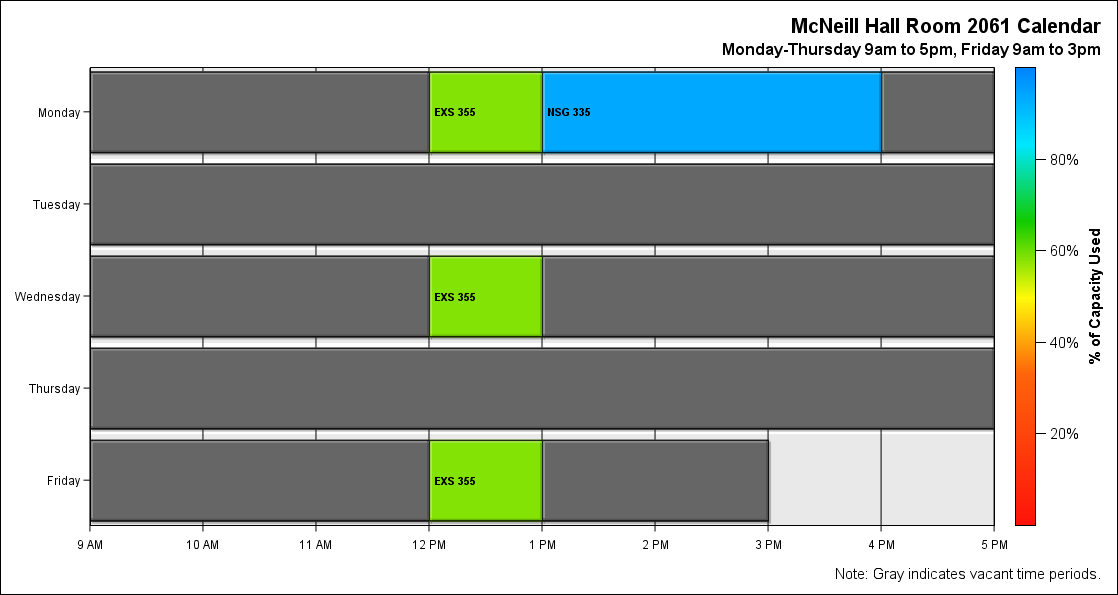 McNeill Hall Room 2061 Calendar
Monday-Thursday 9am to 5pm, Friday 9am to 3pm
Monday
EXS 355
NSG 335
Tuesday
Wednesday
EXS 355
Thursday
Friday
EXS 355
9 AM 10 AM 11 AM 12 PM 1 PM 2 PM 3 PM 4 PM 5 PM
80%
60%
40%
20%
% of Capacity Used
Note: Gray indicates vacant time periods.